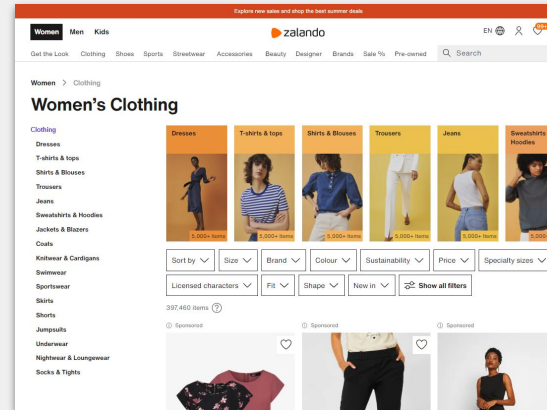 Explore new sales and shop the best summer deals
Women Men Kids
zalando
EN
99+
Get the Look Clothing Shoes Sports Streetwear Accessories Beauty Designer Brands Sale % Pre-owned
Search
Women > Clothing
Women's Clothing
Clothing
Dresses
T-shirts & tops
Shirts & Blouses
Trousers
Jeans
Sweatshirts & Hoodies
Jackets & Blazers
Coats
Knitwear & Cardigans
Swimwear
Sportswear
Skirts
Shorts
Jumpsuits
Underwear
Nightwear & Loungewear
Socks & Tights
Dresses
5,000+ items
T-shirts & tops
5,000+ items
Shirts & Blouses
5,000+ items
Trousers
5,000+ items
Jeans
5,000+ items
Sweatshirts
Hoodies
5,000+
Sort by Size Brand Colour Sustainability Price Specialty sizes
Licensed characters Fit Shape New in Show all filters
397,460 items ?
Sponsored Sponsored Sponsored